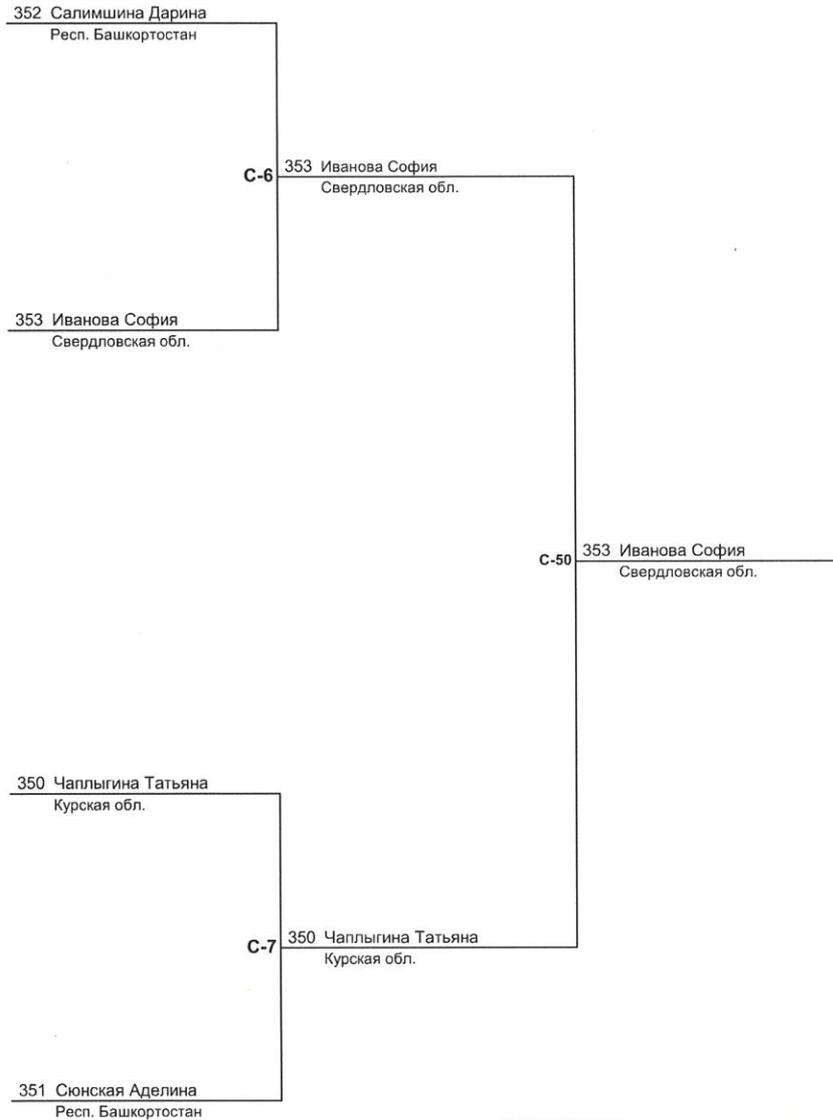 352 Салимшина Дарина
Респ. Башкортостан
С-6
353 Иванова София
Свердловская обл.
353 Иванова София
Свердловская обл.
С-50
353 Иванова София
Свердловская обл.
350 Чаплыгина Татьяна
Курская обл.
С-7
350 Чаплыгина Татьяна
Курская обл.
351 Сюнская Аделина
Респ. Башкортостан